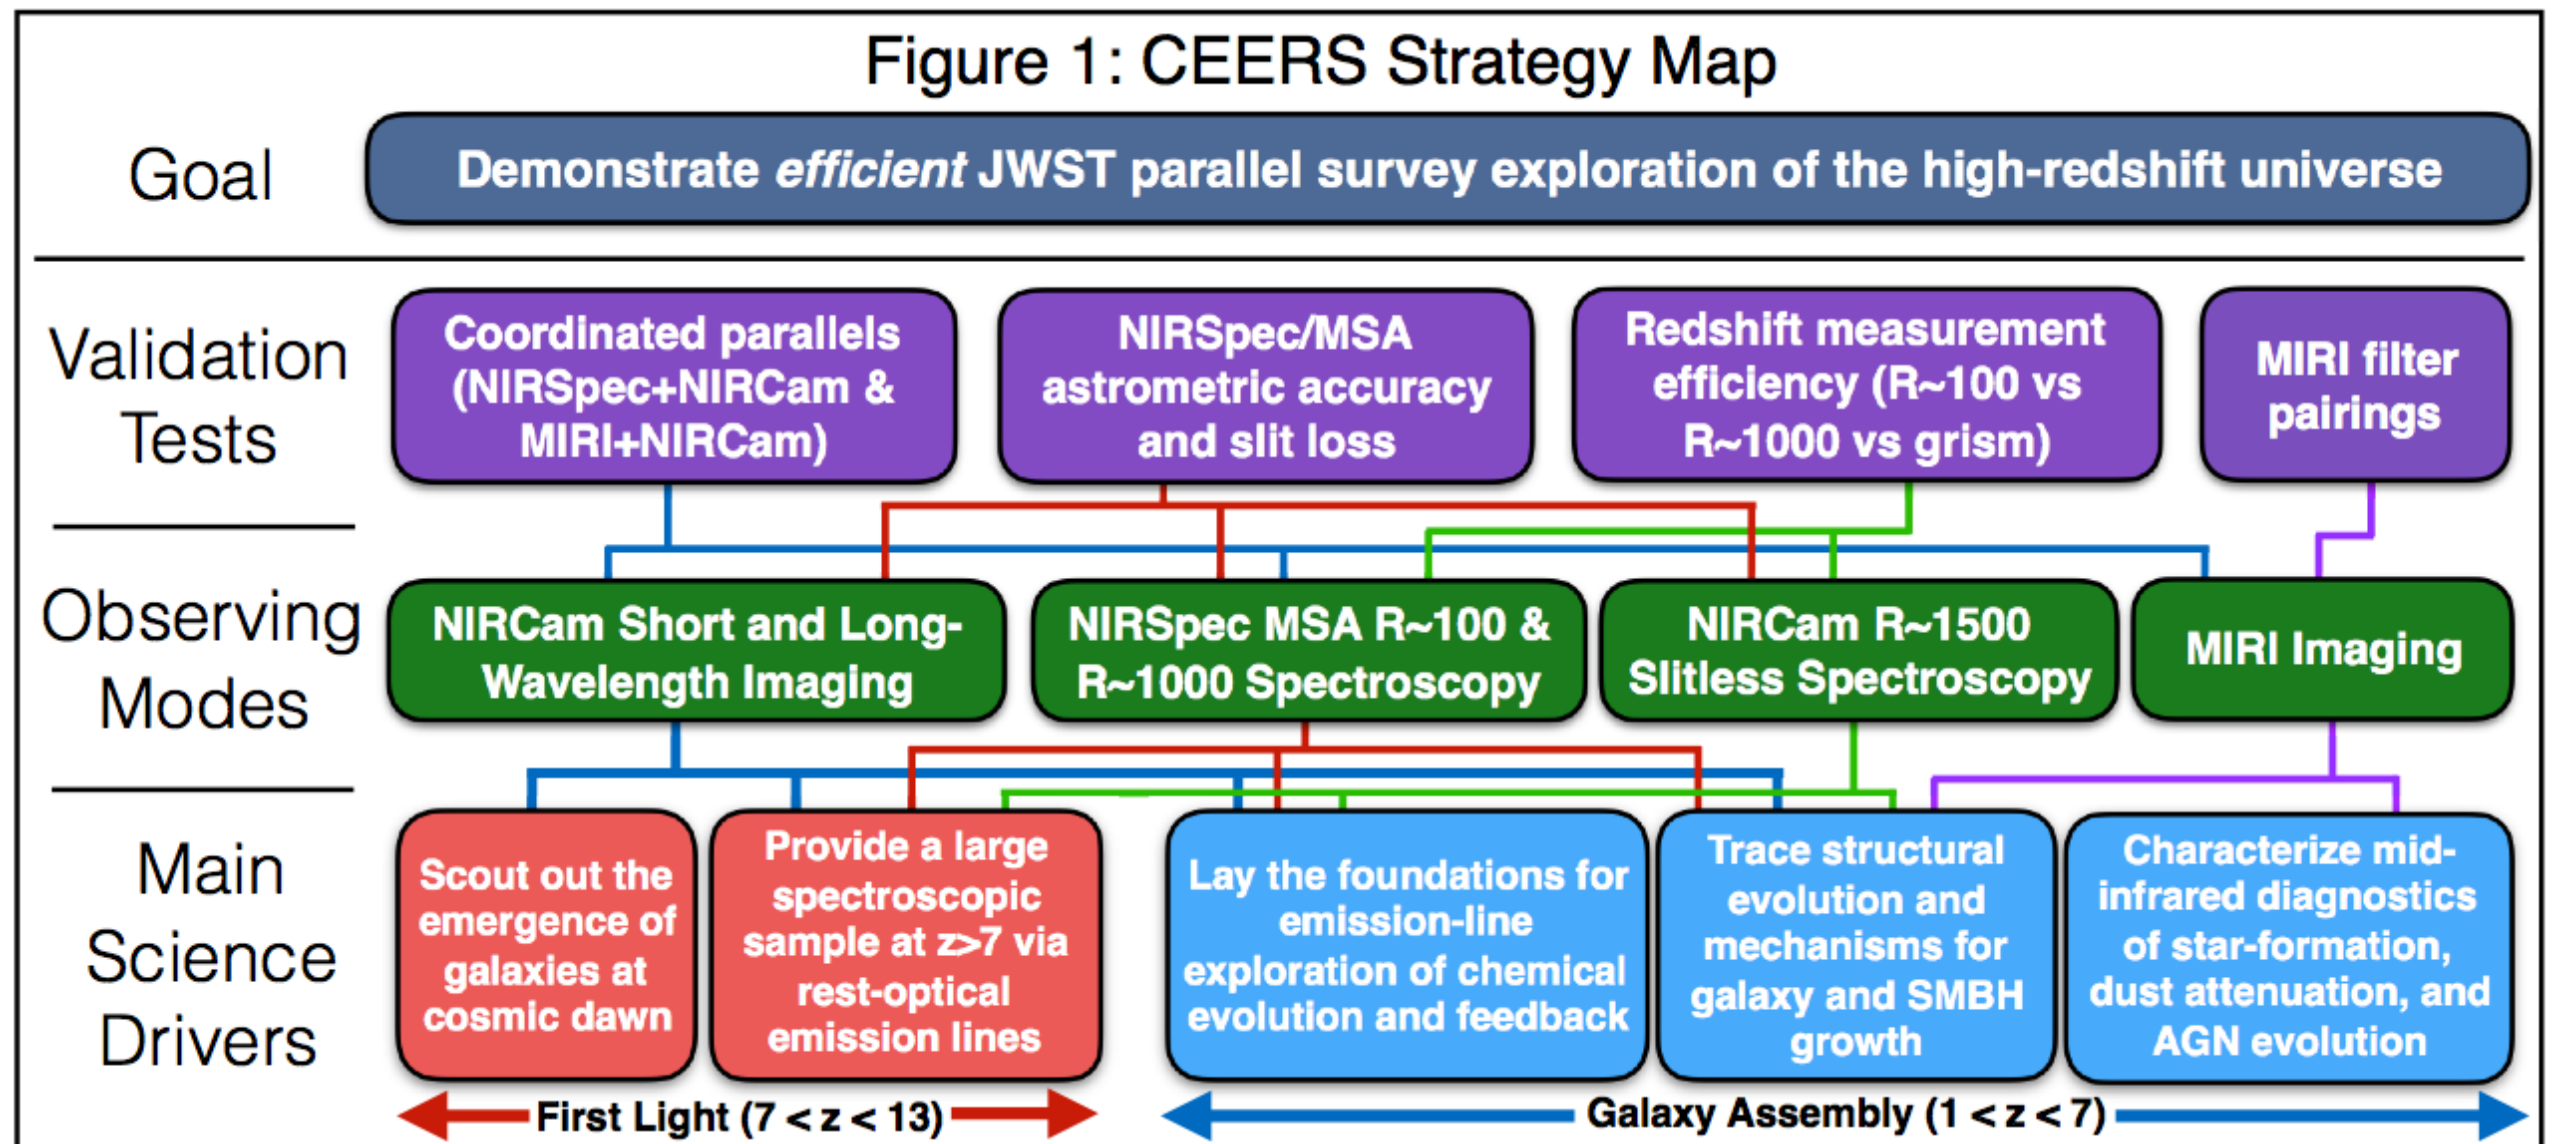 Figure 1: CEERS Strategy Map
Goal
Demonstrate efficient JWST parallel survey exploration of the high-redshift universe
Validation
Tests
Coordinated parallels
(NIRSpec+NIRCam &
MIRI+NIRCam)
NIRSpec/MSA
astrometric accuracy
and slit loss
Redshift measurement
efficiency (R~100 vs
R~1000 vs grism)
MIRI filter
pairings
Observing
Modes
NIRCam Short and Long-
Wavelength Imaging
NIRSpec MSA R~100 &
R~1000 Spectroscopy
NIRCam R~1500
Slitless Spectroscopy
MIRI Imaging
Main
Science
Drivers
Scout out the
emergence of
galaxies at
cosmic dawn
Provide a large
spectroscopic
sample at z>7 via
rest-optical
emission lines
Lay the foundations for
emission-line
exploration of chemical
evolution and feedback
Trace structural
evolution and
mechanisms for
galaxy and SMBH
growth
Characterize mid-
infrared diagnostics
of star-formation,
dust attenuation, and
AGN evolution
First Light (7 < z < 13)
Galaxy Assembly (1 < z < 7)